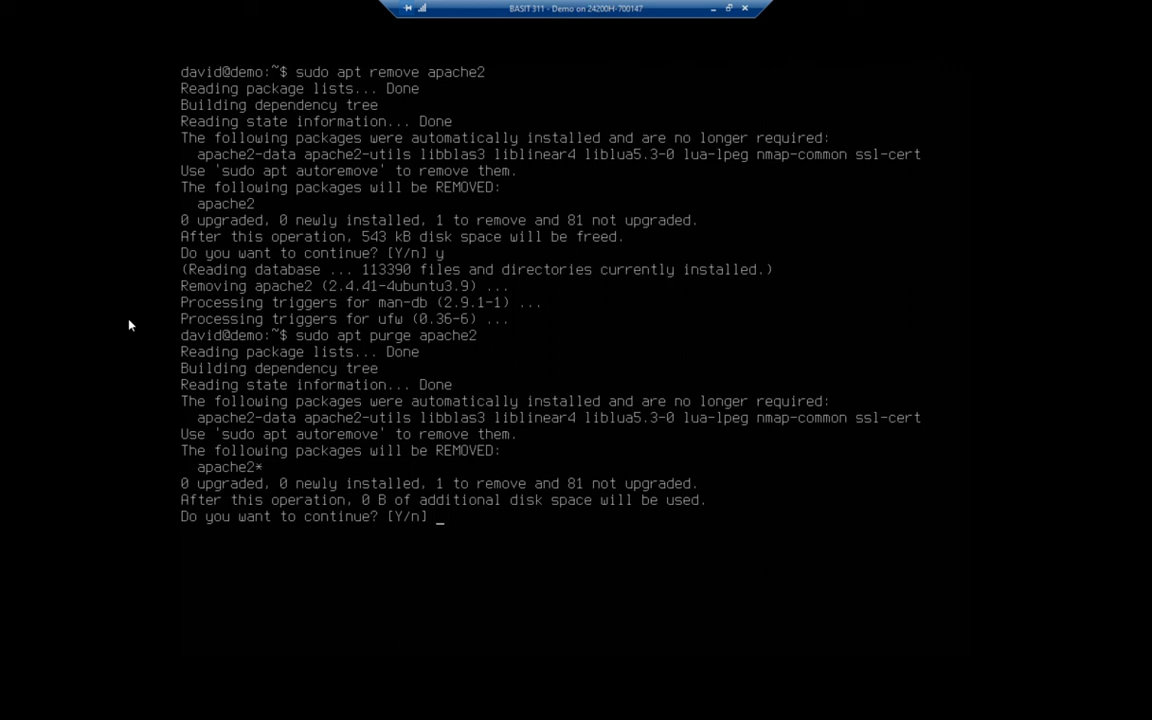 BASIT 311 - Demo on 24200H-700147
david@demo:~$ sudo apt remove apache2
Reading package lists... Done
Building dependency tree
Reading state information... Done
The following packages were automatically installed and are no longer required:
  apache2-data apache2-utils libblas3 liblinear4 liblua5.3-0 lua-lpeg nmap-common ssl-cert
Use 'sudo apt autoremove' to remove them.
The following packages will be REMOVED:
  apache2
0 upgraded, 0 newly installed, 1 to remove and 81 not upgraded.
After this operation, 543 kB disk space will be freed.
Do you want to continue? [Y/n] y
(Reading database ... 113390 files and directories currently installed.)
Removing apache2 (2.4.41-4ubuntu3.9) ...
Processing triggers for man-db (2.9.1-1) ...
Processing triggers for ufw (0.36-6) ...
david@demo:~$ sudo apt purge apache2
Reading package lists... Done
Building dependency tree
Reading state information... Done
The following packages were automatically installed and are no longer required:
  apache2-data apache2-utils libblas3 liblinear4 liblua5.3-0 lua-lpeg nmap-common ssl-cert
Use 'sudo apt autoremove' to remove them.
The following packages will be REMOVED:
  apache2*
0 upgraded, 0 newly installed, 1 to remove and 81 not upgraded.
After this operation, 0 B of additional disk space will be used.
Do you want to continue? [Y/n] _